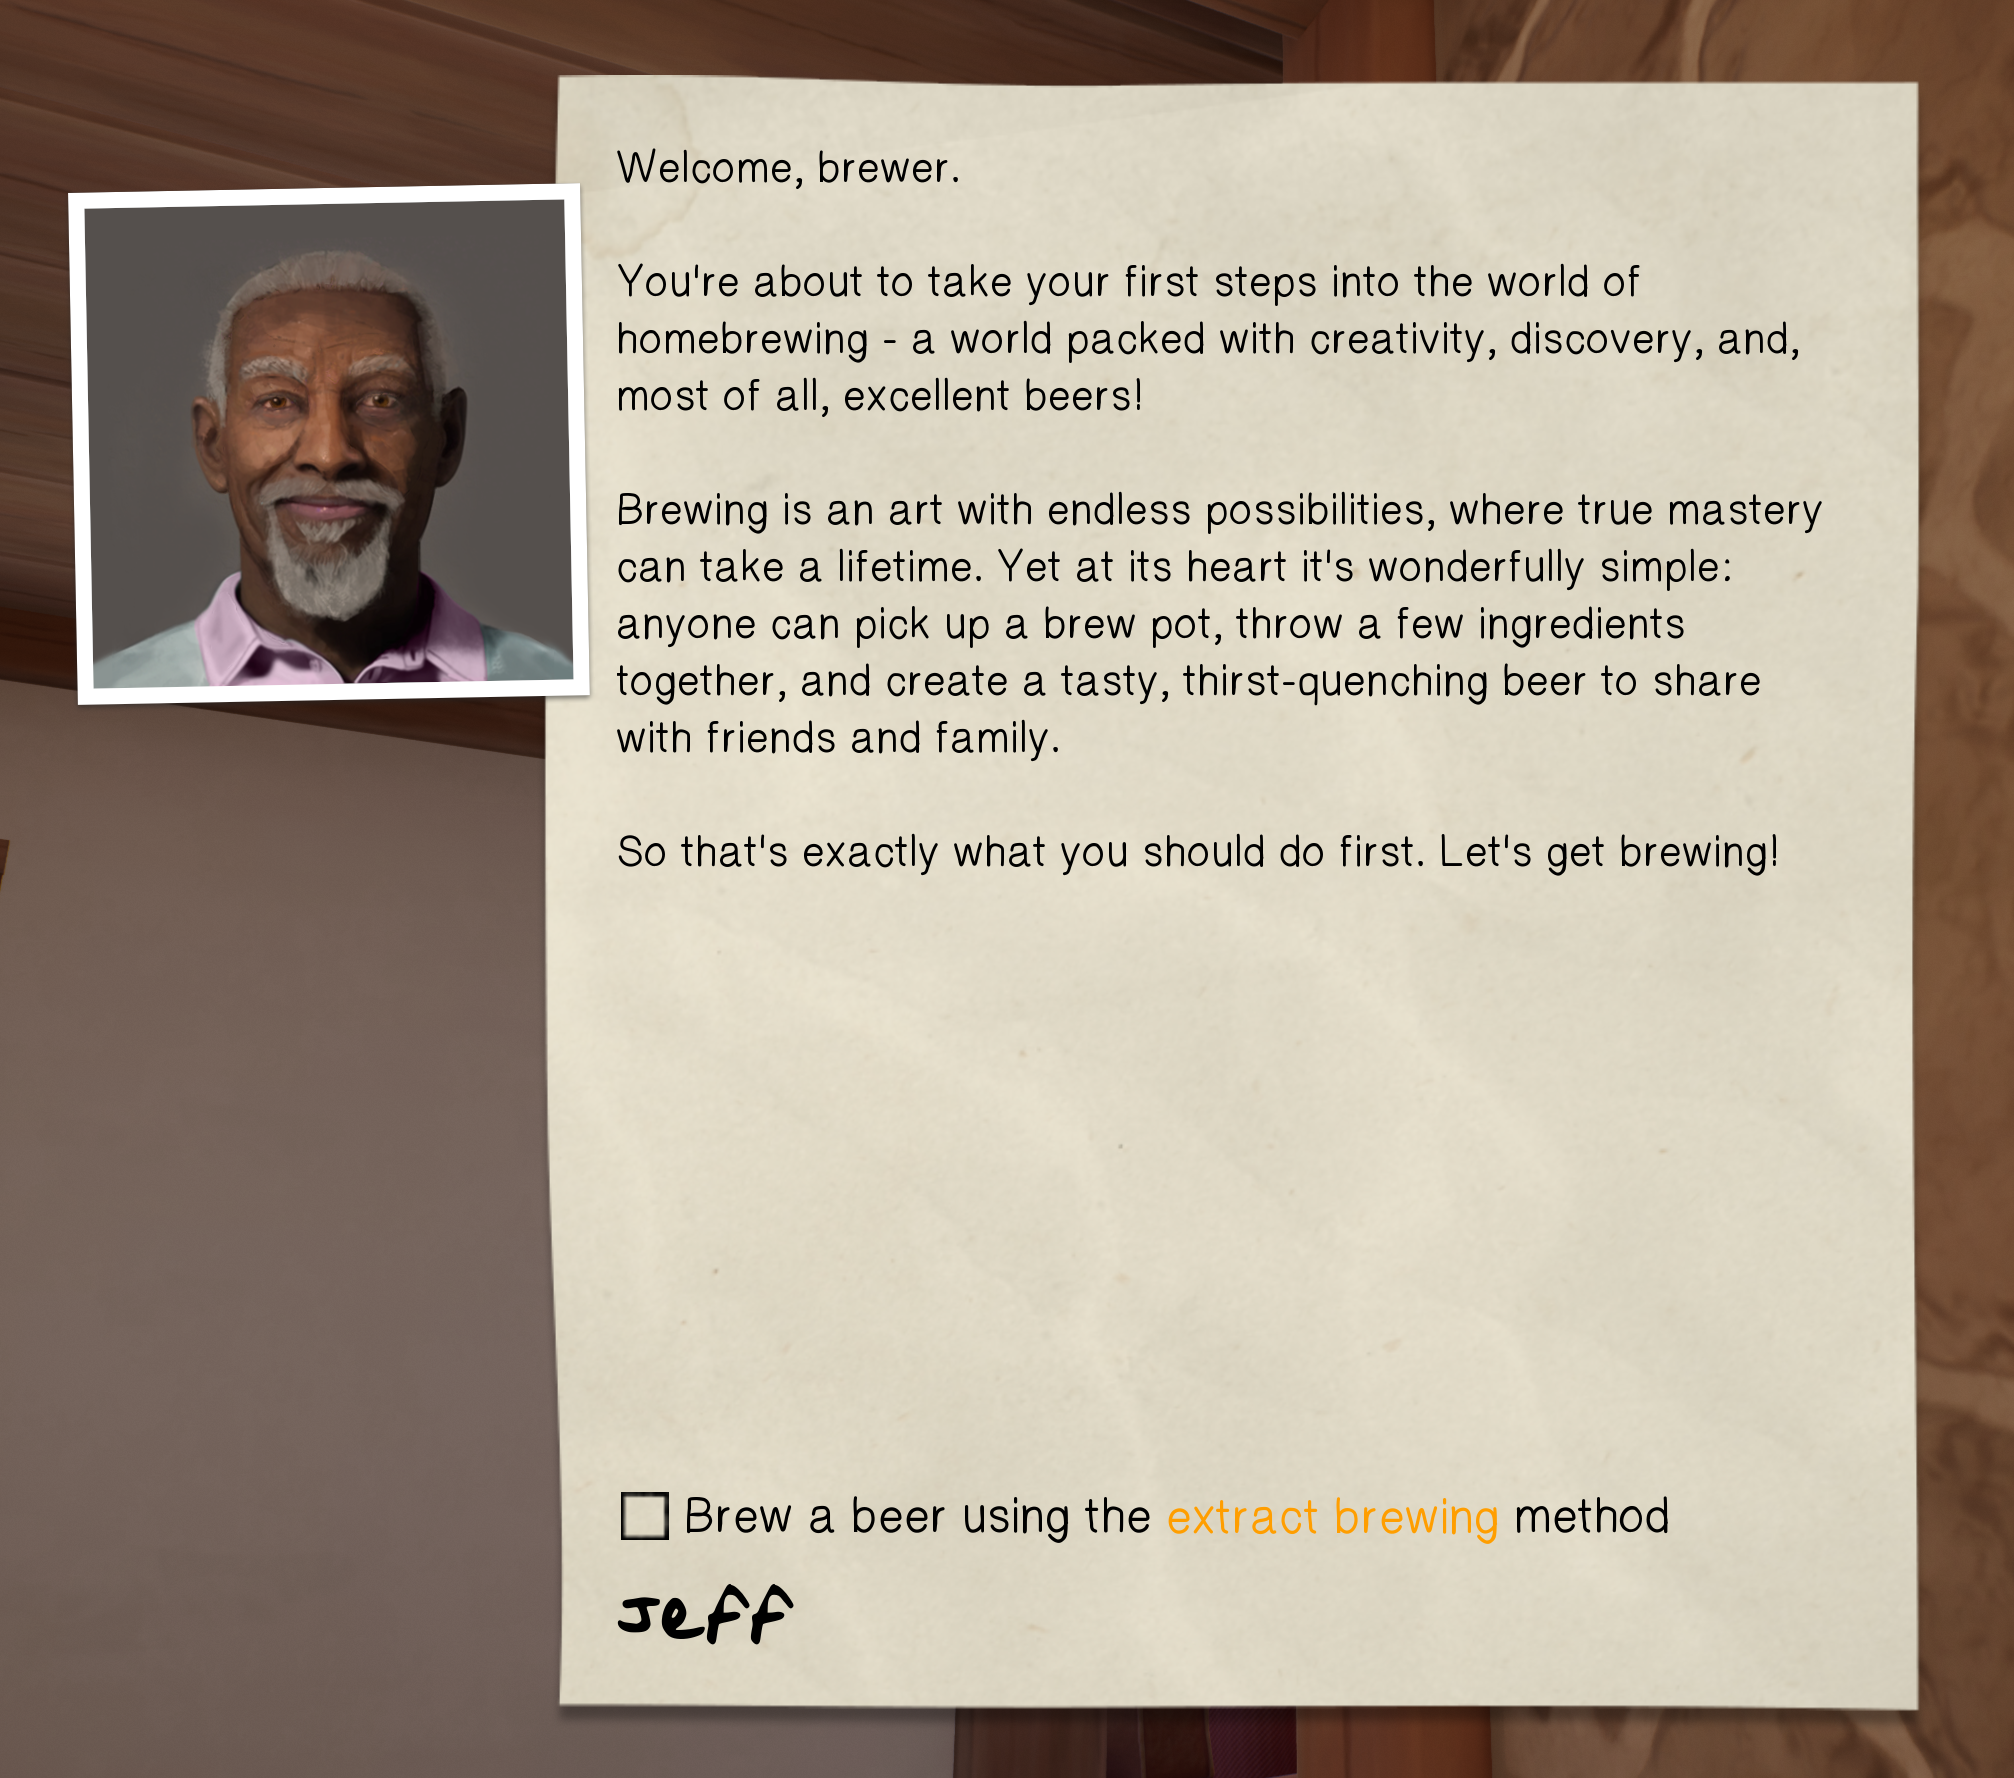 Welcome, brewer.
You're about to take your first steps into the world of
homebrewing - a world packed with creativity, discovery, and,
most of all, excellent beers!
Brewing is an art with endless possibilities, where true mastery
can take a lifetime. Yet at its heart it's wonderfully simple:
anyone can pick up a brew pot, throw a few ingredients
together, and create a tasty, thirst-quenching beer to share
with friends and family.
So that's exactly what you should do first. Let's get brewing!
Brew a beer using the extract brewing method
Jeff